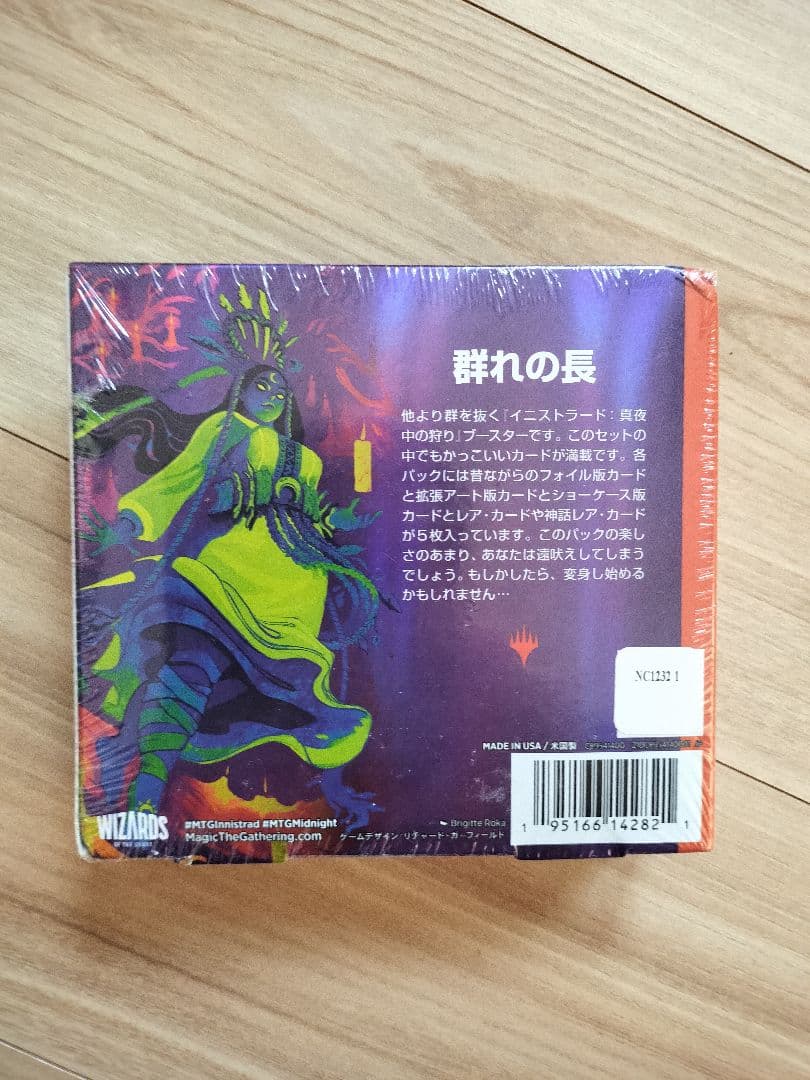 群れの長
他より群を抜く『イニストラード：真夜
中の狩り』ブースターです。このセットの
中でもかっこいいカードが満載です。各
パックには昔ながらのフォイル版カード
と拡張アート版カードとショーケース版
カードとレア・カードや神話レア・カード
が5枚入っています。このパックの楽し
さのあまり、あなたは遠吠えしてしまう
でしょう。もしかしたら、変身し始める
かもしれません…
NC1232 1
MADE IN USA / 米国製
WIZARDS
OF THE COAST
#MTGInnistrad #MTGMidnight
MagicTheGathering.com
Brigitte Roka
ゲームデザイン：リチャード・ガーフィールド
1 95166 14282 1